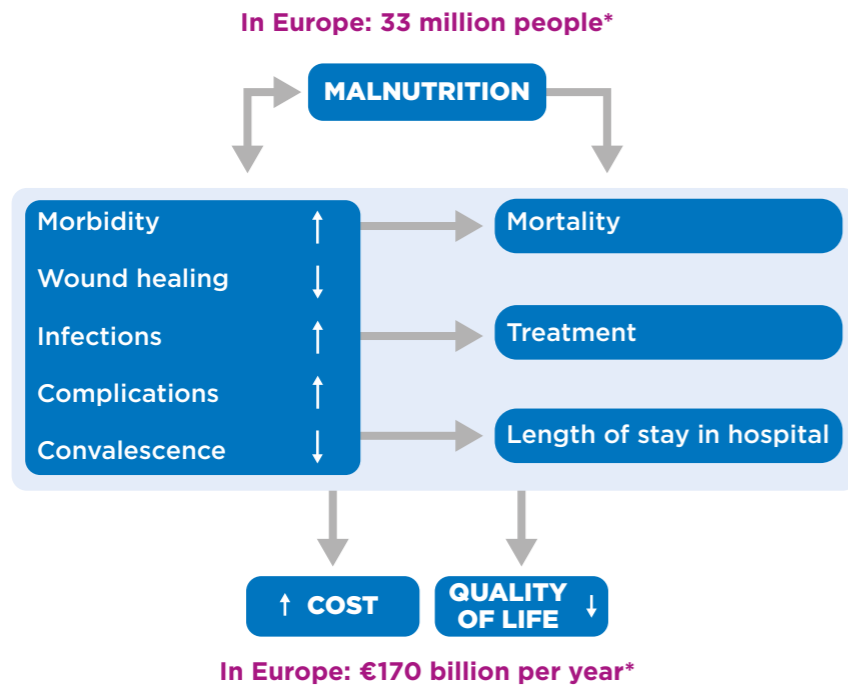 In Europe: 33 million people*
MALNUTRITION
Morbidity ↑
Wound healing ↓
Infections ↑
Complications ↑
Convalescence ↓
Mortality
Treatment
Length of stay in hospital
↑ COST
QUALITY
OF LIFE ↓
In Europe: €170 billion per year*